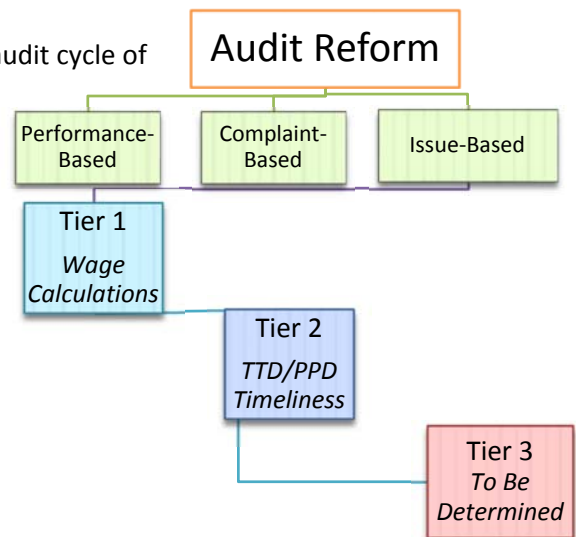 audit cycle of
Audit Reform
Performance-
Based
Complaint-
Based
Issue-Based
Tier 1
Wage
Calculations
Tier 2
TTD/PPD
Timeliness
Tier 3
To Be
Determined